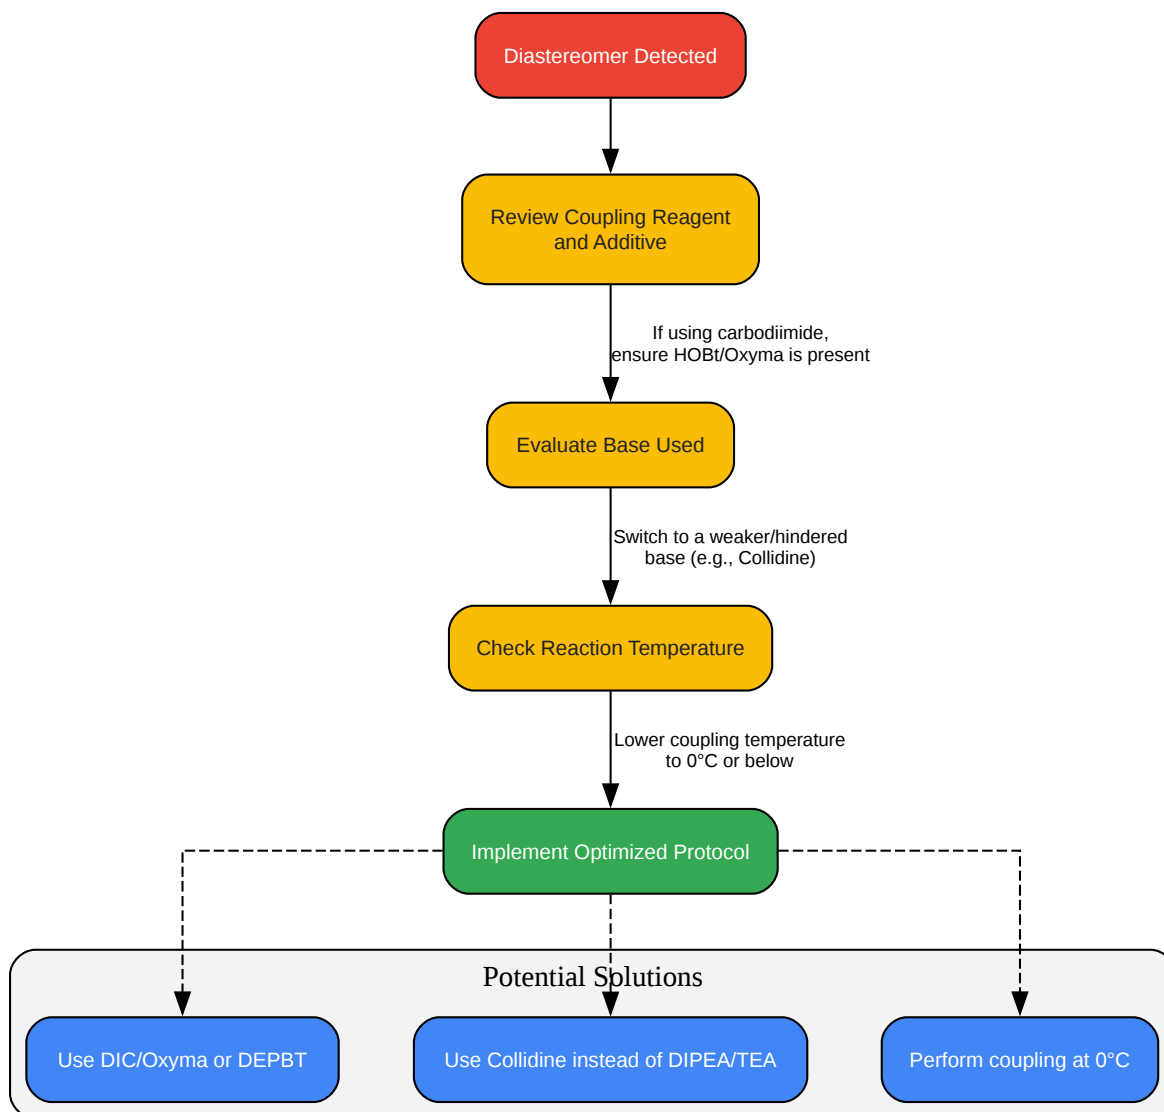 Diastereomer Detected
Review Coupling Reagent
and Additive
If using carbodiimide,
ensure HOBt/Oxyma is present
Evaluate Base Used
Switch to a weaker/hindered
base (e.g., Collidine)
Check Reaction Temperature
Lower coupling temperature
to 0°C or below
Implement Optimized Protocol
Potential Solutions
Use DIC/Oxyma or DEPBT
Use Collidine instead of DIPEA/TEA
Perform coupling at 0°C